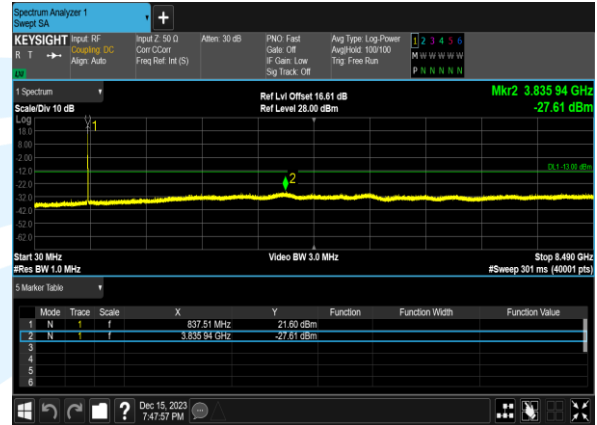 Spectrum Analyzer 1
Swept SA
+
KEYSIGHT Input: RF Input Z: 50 Ω Atten: 30 dB PNO: Fast Avg Type: Log-Power 1 2 3 4 5 6
R T Coupling: DC Corr CCorr Gate: Off Avg|Hold: 100/100 M W W W W W
Align: Auto Freq Ref: Int (S) IF Gain: Low Trig: Free Run
Sig Track: Off P N N N N N
1 Spectrum Ref Lvl Offset 16.61 dB Mkr2 3.835 94 GHz
Scale/Div 10 dB Ref Level 28.00 dBm -27.61 dBm
Log
18.0 1
8.00
-2.00
-12.0 DL1 -13.00 dBm
-22.0 2
-32.0
-42.0
-52.0
-62.0
Start 30 MHz Video BW 3.0 MHz Stop 8.490 GHz
#Res BW 1.0 MHz #Sweep 301 ms (40001 pts)
5 Marker Table
Mode Trace Scale X Y Function Function Width Function Value
1 N 1 f 837.51 MHz 21.60 dBm
2 N 1 f 3.835 94 GHz -27.61 dBm
3
4
5
6
? Dec 15, 2023
7:47:57 PM